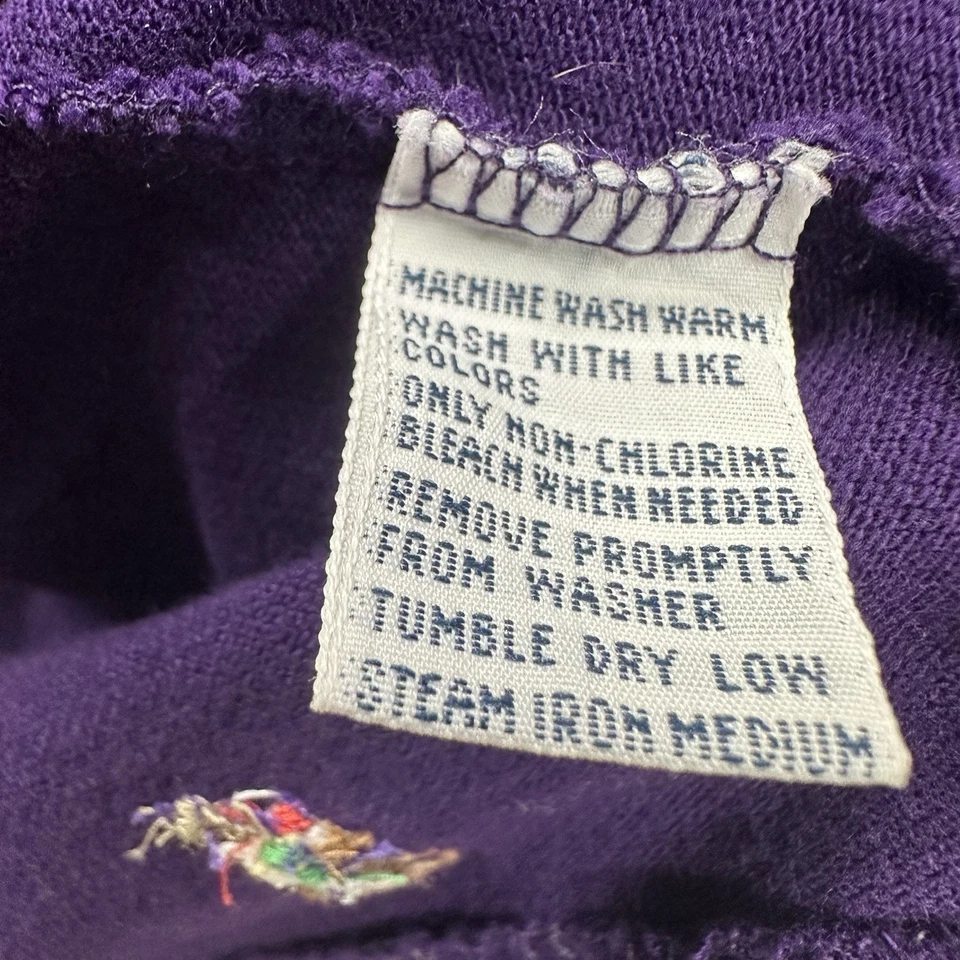 MACHINE WASH WARM
WASH WITH LIKE
COLORS
ONLY NON-CHLORINE
BLEACH WHEN NEEDED
REMOVE PROMPTLY
FROM WASHER
TUMBLE DRY LOW
STEAM IRON MEDIUM